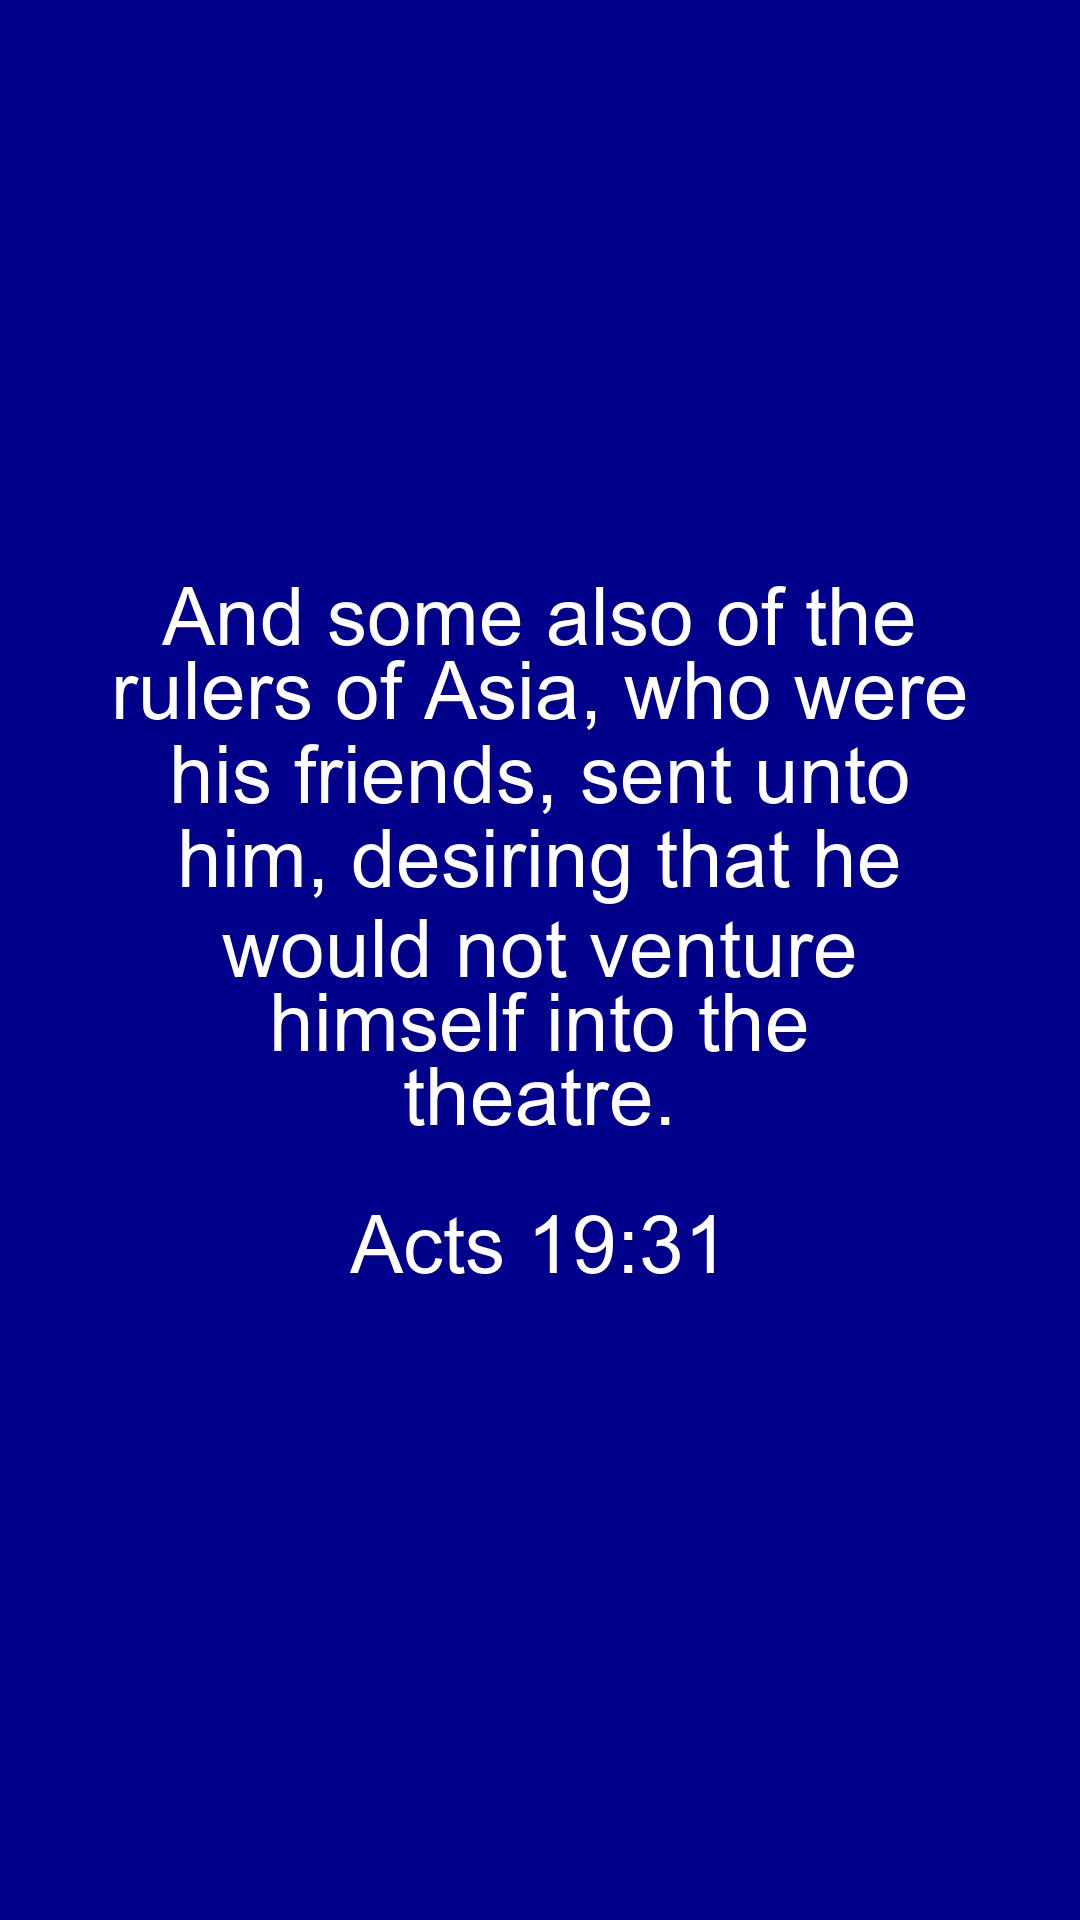 And some also of the
rulers of Asia, who were
his friends, sent unto
him, desiring that he
would not venture
himself into the
theatre.
Acts 19:31